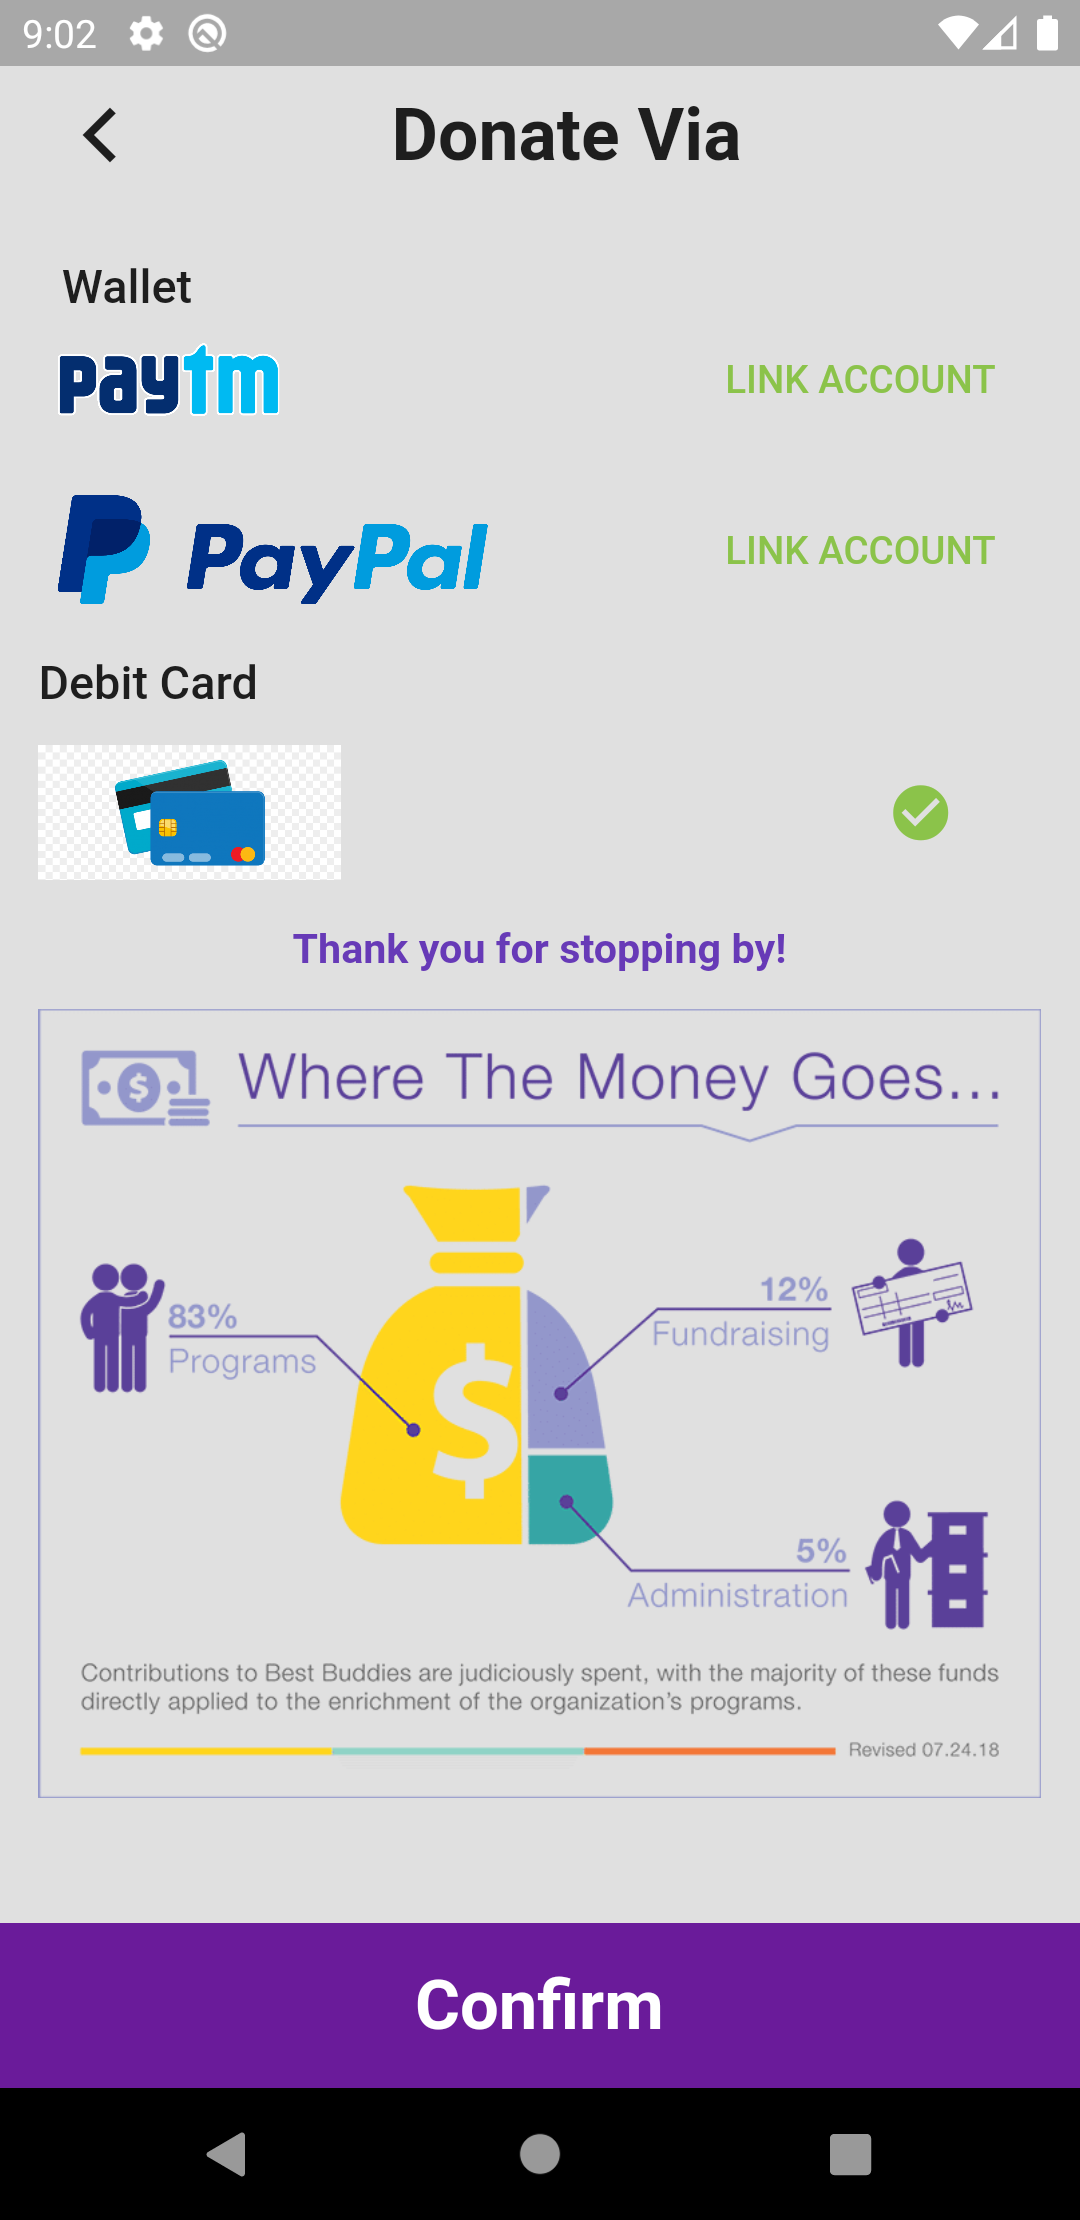 9:02
Donate Via
Wallet
paytm
LINK ACCOUNT
PayPal
LINK ACCOUNT
Debit Card
Thank you for stopping by!
Where The Money Goes...
83%
Programs
12%
Fundraising
$
5%
Administration
Contributions to Best Buddies are judiciously spent, with the majority of these funds
directly applied to the enrichment of the organization's programs.
Revised 07.24.18
Confirm